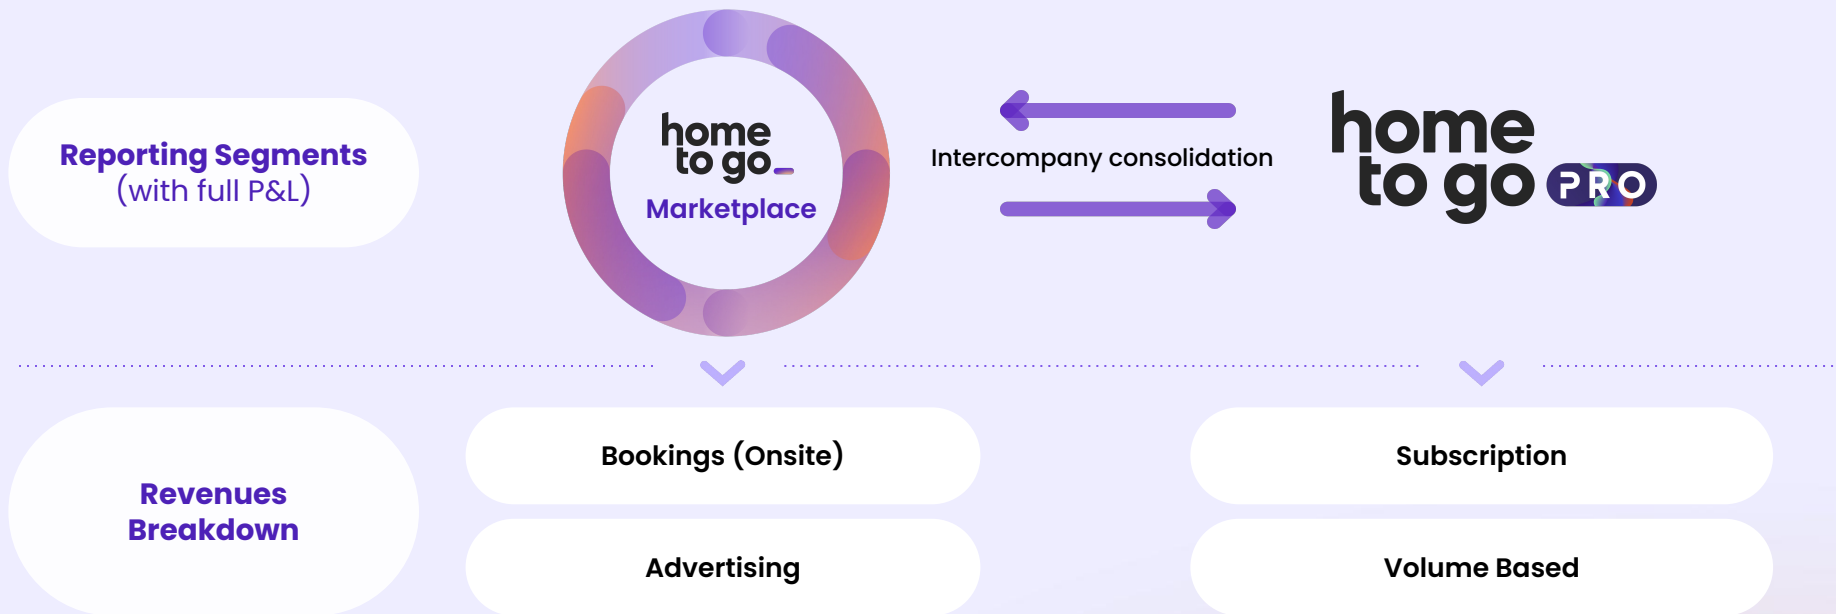 Reporting Segments
(with full P&L)
home
to go
Marketplace
Intercompany consolidation
home
to go PRO
Revenues
Breakdown
Bookings (Onsite)
Subscription
Advertising
Volume Based